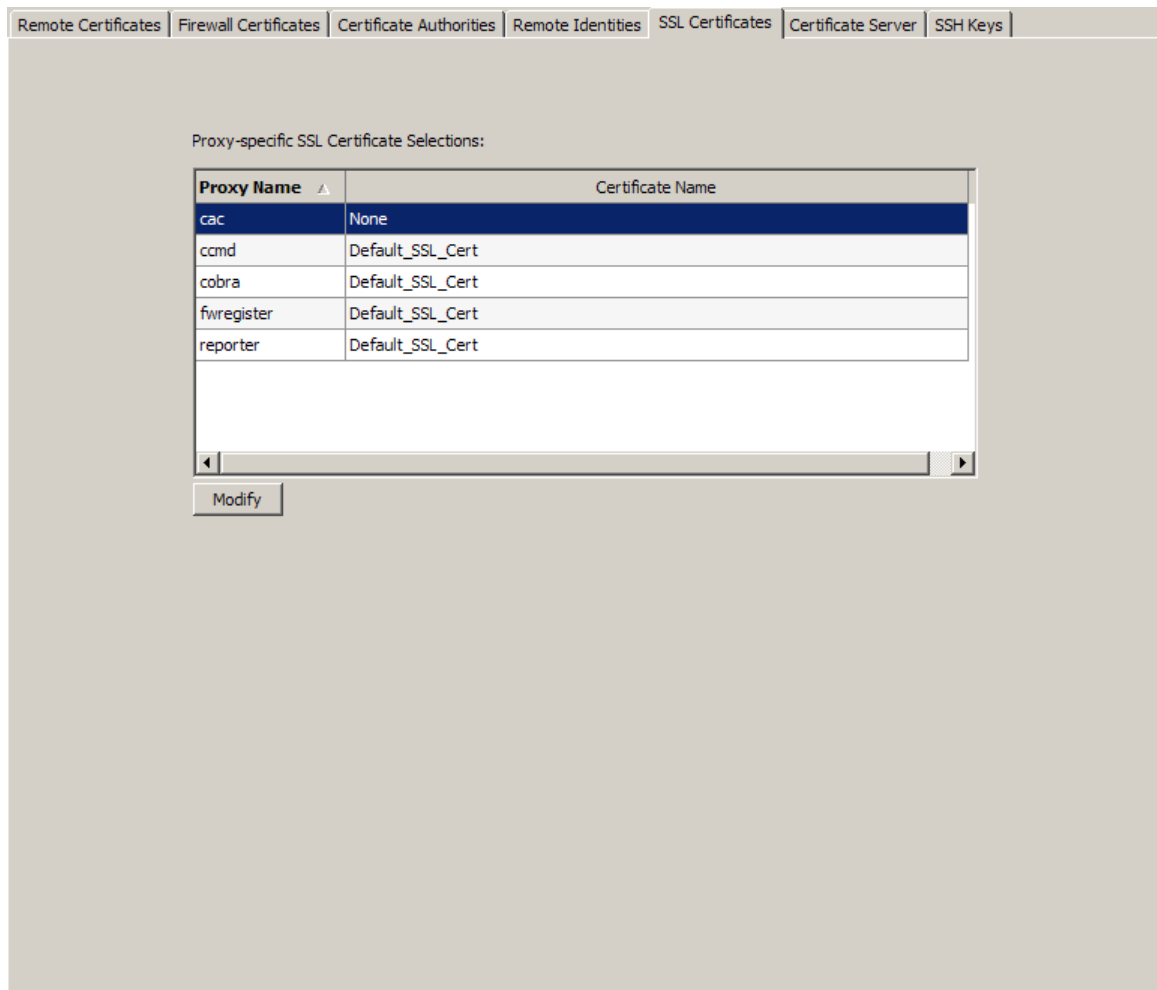 Remote Certificates Firewall Certificates Certificate Authorities Remote Identities SSL Certificates Certificate Server SSH Keys
Proxy-specific SSL Certificate Selections:
Proxy Name Certificate Name
cac None
ccmd Default_SSL_Cert
cobra Default_SSL_Cert
fwregister Default_SSL_Cert
reporter Default_SSL_Cert
Modify